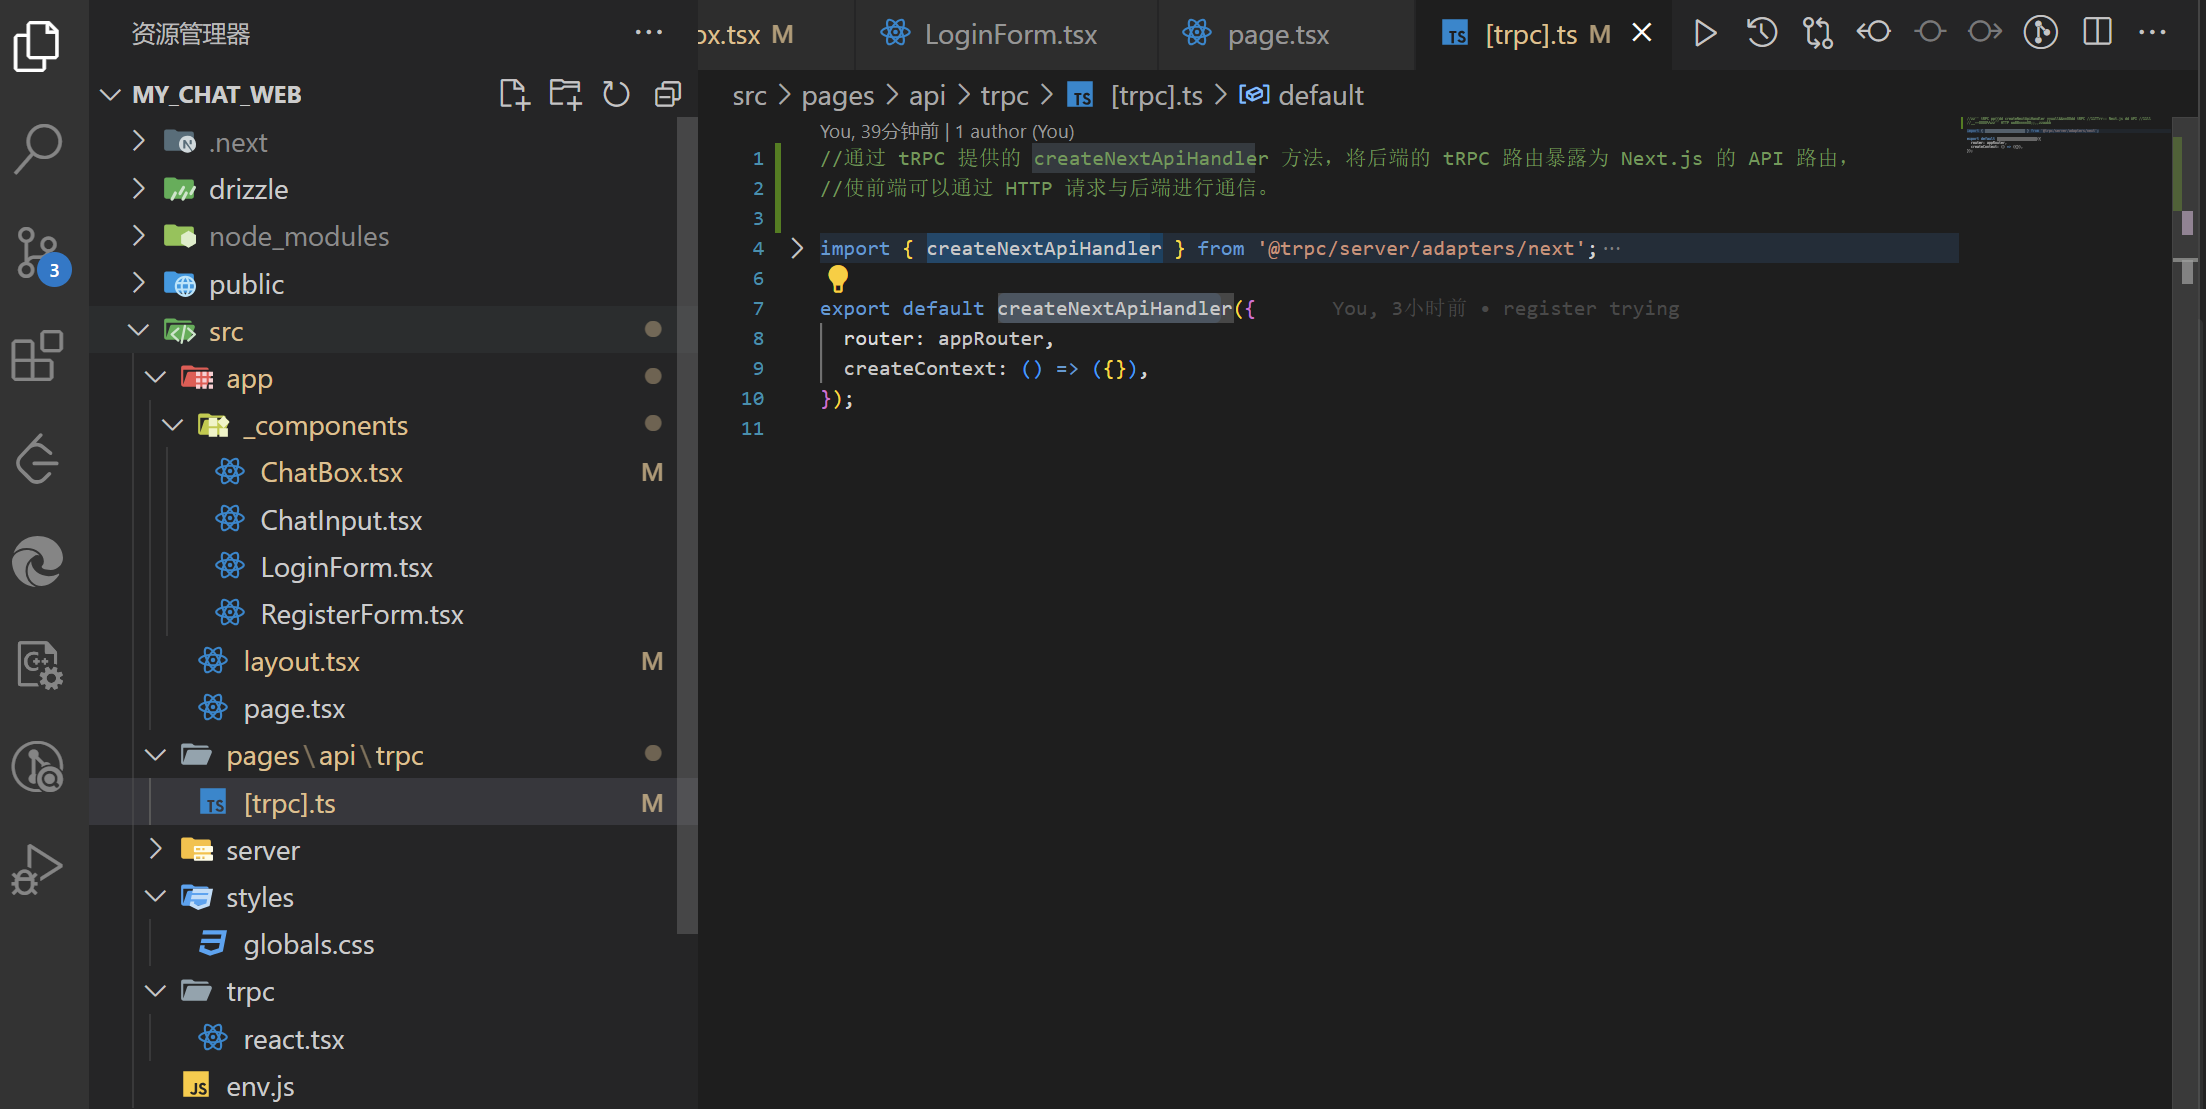 资源管理器
MY_CHAT_WEB
.next
drizzle
node_modules
public
src
app
_components
ChatBox.tsx M
ChatInput.tsx
LoginForm.tsx
RegisterForm.tsx
layout.tsx M
page.tsx
pages\api\trpc
[trpc].ts M
server
styles
globals.css
trpc
react.tsx
env.js
3
ox.tsx M LoginForm.tsx page.tsx [trpc].ts M
src > pages > api > trpc > [trpc].ts > default
You, 39分钟前 | 1 author (You)
1 //通过 tRPC 提供的 createNextApiHandler 方法，将后端的 tRPC 路由暴露为 Next.js 的 API 路由，
2 //使前端可以通过 HTTP 请求与后端进行通信。
3
4 import { createNextApiHandler } from '@trpc/server/adapters/next';…
6
7 export default createNextApiHandler({ You, 3小时前 • register trying
8 router: appRouter,
9 createContext: () => ({}),
10 });
11